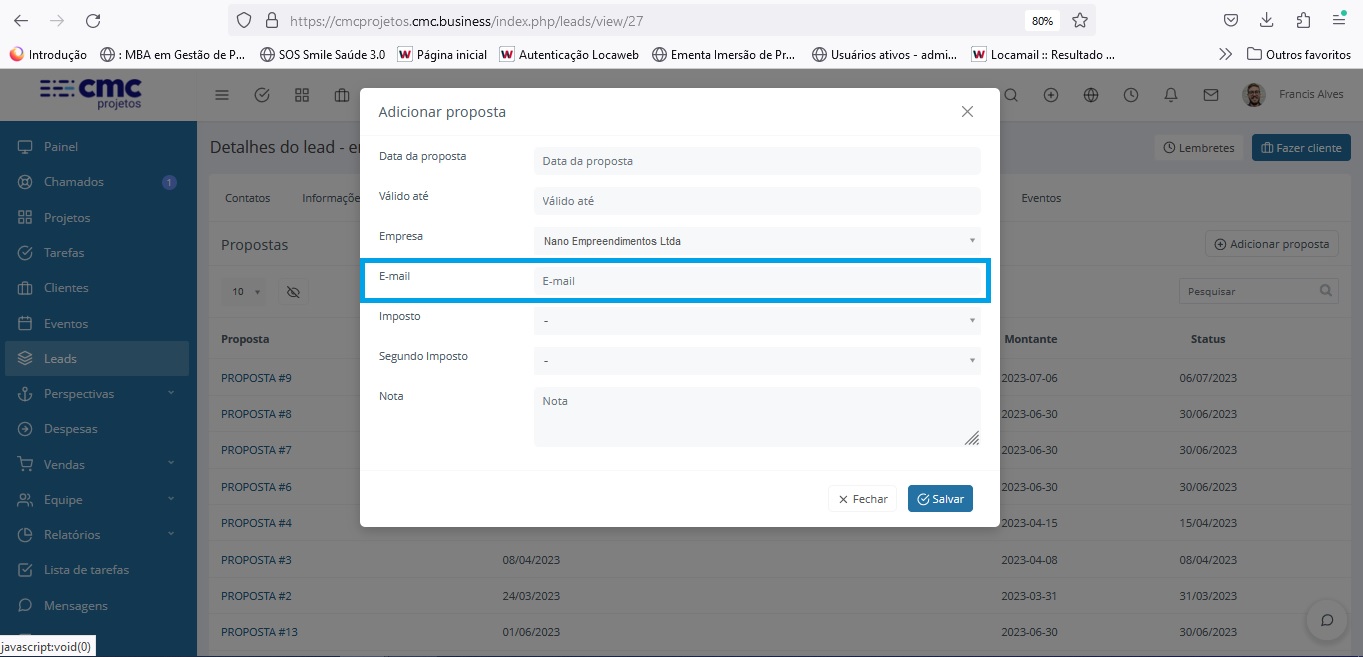 https://cmcprojetos.cmc.business/index.php/leads/view/27
80%
Introdução
: MBA em Gestão de P...
SOS Smile Saúde 3.0
Página inicial
Autenticação Locaweb
Ementa Imersão de Pr...
Usuários ativos - admi...
Locamail :: Resultado ...
Outros favoritos
cmc
projetos
Francis Alves
Painel
Chamados
1
Projetos
Tarefas
Clientes
Eventos
Leads
Perspectivas
Despesas
Vendas
Equipe
Relatórios
Lista de tarefas
Mensagens
javascript:void(0)
Detalhes do lead - e
Lembretes
Fazer cliente
Contatos
Informaçõe
Eventos
Propostas
Adicionar proposta
10
Pesquisar
Proposta
Montante
Status
PROPOSTA #9
2023-07-06
06/07/2023
PROPOSTA #8
2023-06-30
30/06/2023
PROPOSTA #7
2023-06-30
30/06/2023
PROPOSTA #6
2023-06-30
30/06/2023
PROPOSTA #4
2023-04-15
15/04/2023
PROPOSTA #3
08/04/2023
2023-04-08
08/04/2023
PROPOSTA #2
24/03/2023
2023-03-31
31/03/2023
PROPOSTA #13
01/06/2023
2023-06-30
30/06/2023
Adicionar proposta
Data da proposta
Data da proposta
Válido até
Válido até
Empresa
Nano Empreendimentos Ltda
E-mail
E-mail
Imposto
-
Segundo Imposto
-
Nota
Nota
Fechar
Salvar